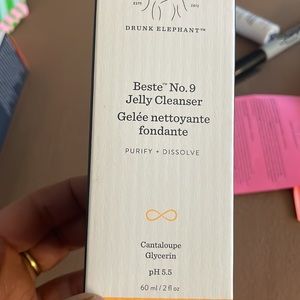 DRUNK ELEPHANT™
Beste™ No. 9
Jelly Cleanser
Gelée nettoyante
fondante
PURIFY + DISSOLVE
Cantaloupe
Glycerin
pH 5.5
60 ml / 2 fl oz